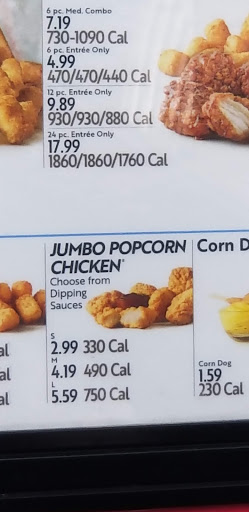 6 pc. Med. Combo
7.19
730-1090 Cal
6 pc. Entrée Only
4.99
470/470/440 Cal
12 pc. Entrée Only
9.89
930/930/880 Cal
24 pc. Entrée Only
17.99
1860/1860/1760 Cal
JUMBO POPCORN
CHICKEN®
Choose from
Dipping
Sauces
S
2.99 330 Cal
M
4.19 490 Cal
L
5.59 750 Cal
al
al
al
Corn D
Corn Dog
1.59
230 Cal